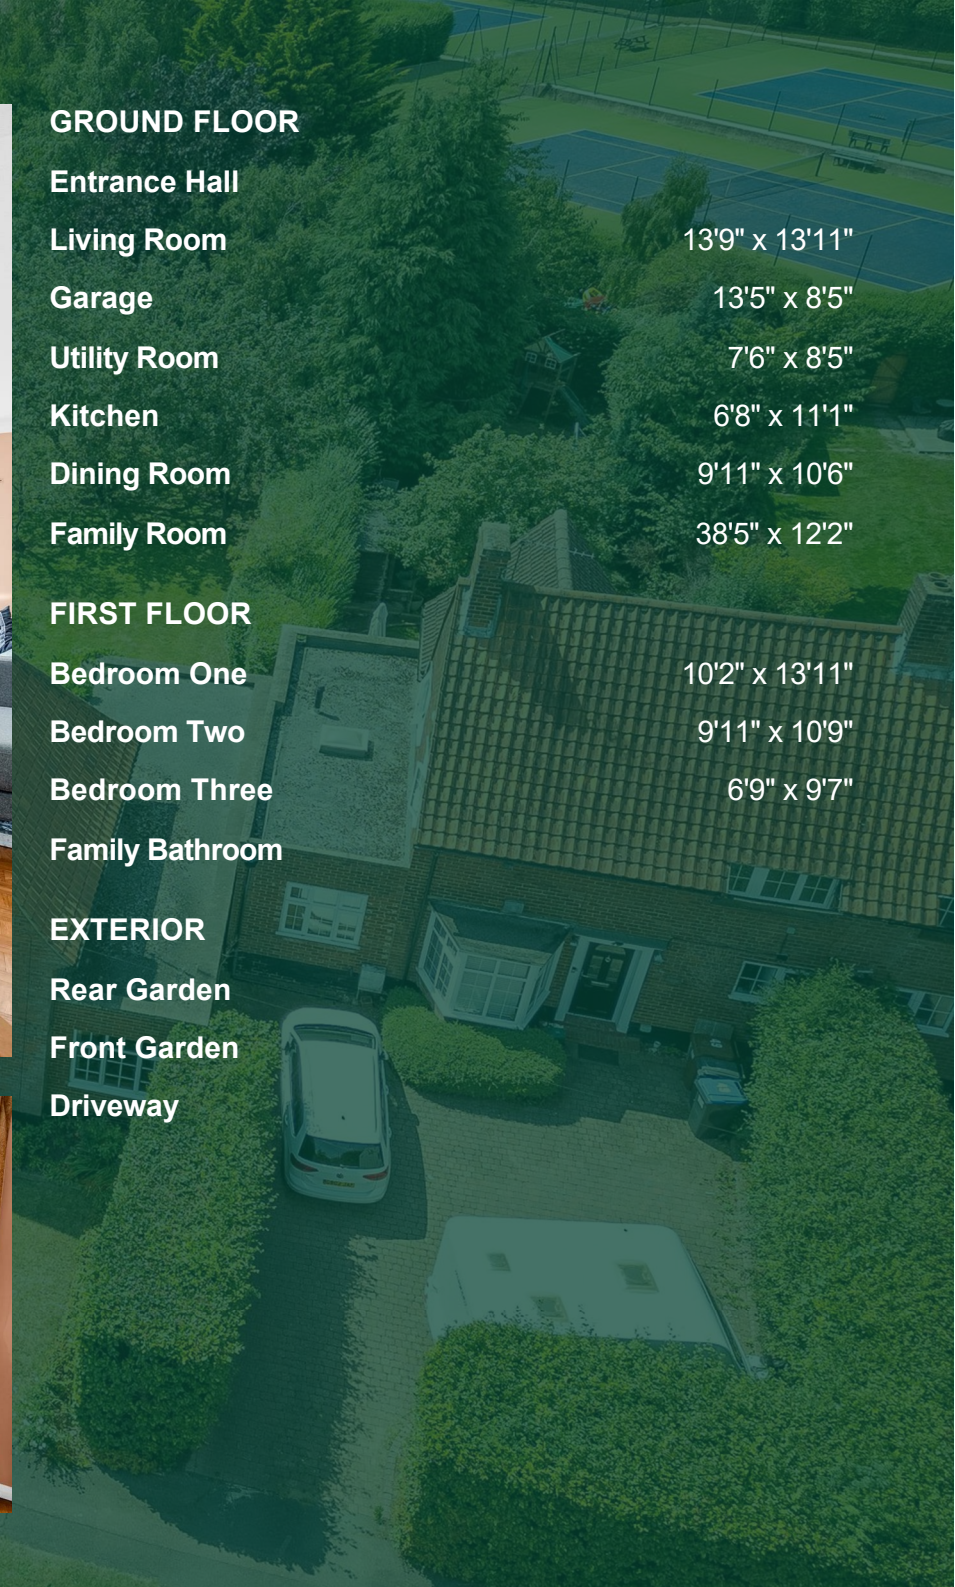 GROUND FLOOR
Entrance Hall
Living Room 13'9" x 13'11"
Garage 13'5" x 8'5"
Utility Room 7'6" x 8'5"
Kitchen 6'8" x 11'1"
Dining Room 9'11" x 10'6"
Family Room 38'5" x 12'2"
FIRST FLOOR
Bedroom One 10'2" x 13'11"
Bedroom Two 9'11" x 10'9"
Bedroom Three 6'9" x 9'7"
Family Bathroom
EXTERIOR
Rear Garden
Front Garden
Driveway